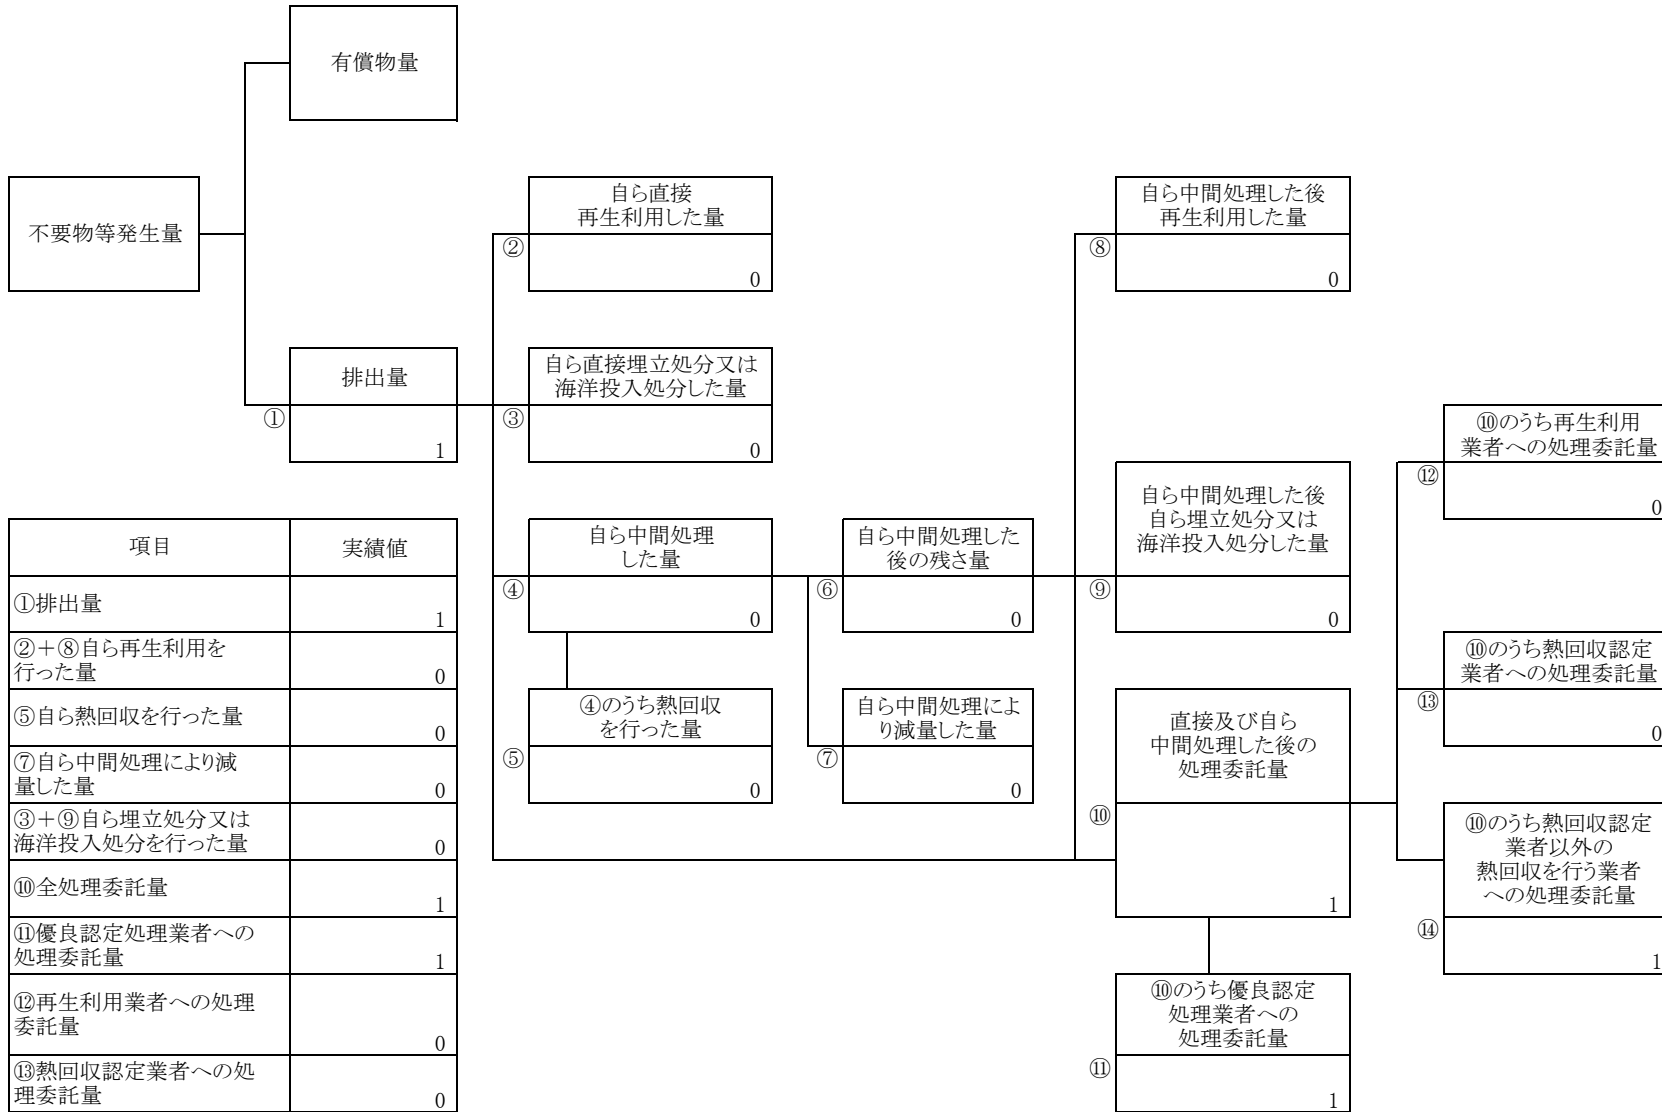 有償物量
不要物等発生量
自ら直接
再生利用した量
②
0
自ら中間処理した後
再生利用した量
⑧
0
排出量
①
1
自ら直接埋立処分又は
海洋投入処分した量
③
0
⑩のうち再生利用
業者への処理委託量
⑫
0
自ら中間処理
した量
④
0
自ら中間処理した
後の残さ量
⑥
0
自ら中間処理した後
自ら埋立処分又は
海洋投入処分した量
⑨
0
⑩のうち熱回収認定
業者への処理委託量
⑬
0
④のうち熱回収
を行った量
⑤
0
自ら中間処理によ
り減量した量
⑦
0
直接及び自ら
中間処理した後の
処理委託量
⑩
1
⑩のうち熱回収認定
業者以外の
熱回収を行う業者
への処理委託量
⑭
1
⑩のうち優良認定
処理業者への
処理委託量
⑪
1
項目 実績値
①排出量
1
②+⑧自ら再生利用を
行った量
0
⑤自ら熱回収を行った量
0
⑦自ら中間処理により減
量した量
0
③+⑨自ら埋立処分又は
海洋投入処分を行った量
0
⑩全処理委託量
1
⑪優良認定処理業者への
処理委託量
1
⑫再生利用業者への処理
委託量
0
⑬熱回収認定業者への処
理委託量
0